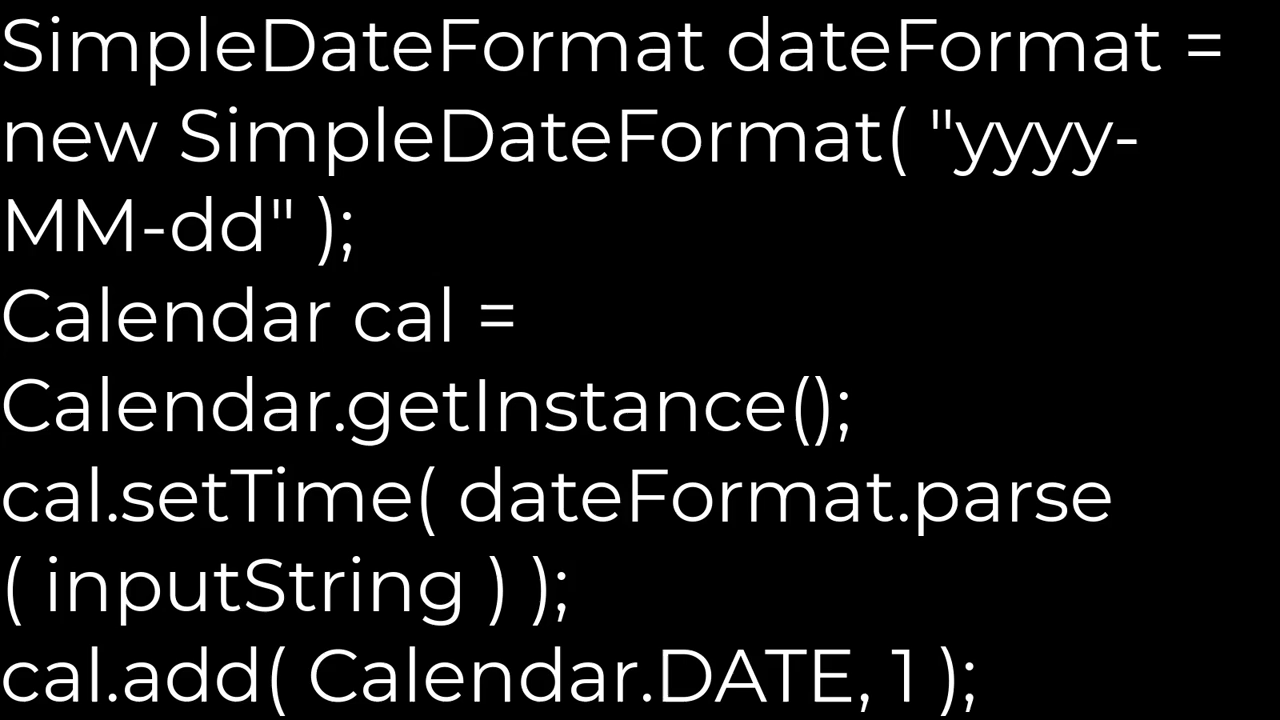 SimpleDateFormat dateFormat =
new SimpleDateFormat( "yyyy-
MM-dd" );
Calendar cal =
Calendar.getInstance();
cal.setTime( dateFormat.parse
( inputString ) );
cal.add( Calendar.DATE, 1 );